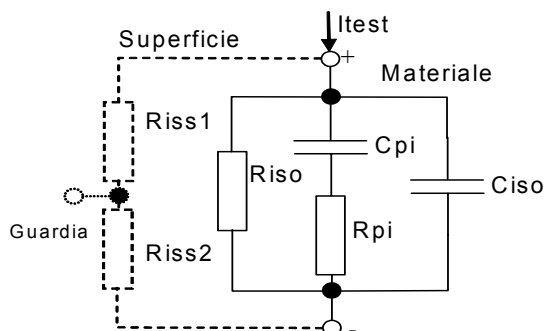 Itest
Superficie
+
Materiale
Riss1
Cpi
Riso
Ciso
Guardia
Rpi
Riss2
-